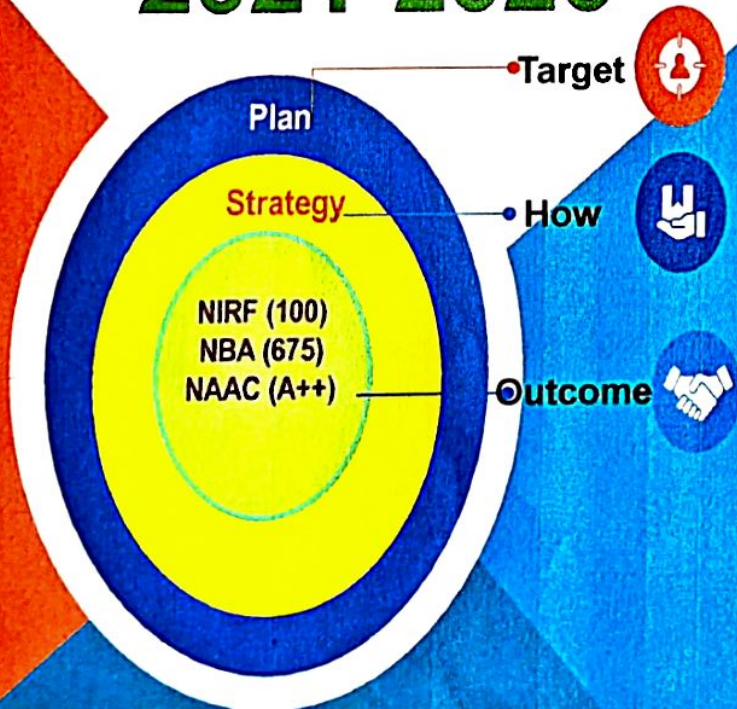 Target
Plan
Strategy
How
NIRF (100)
NBA (675)
NAAC (A++)
Outcome